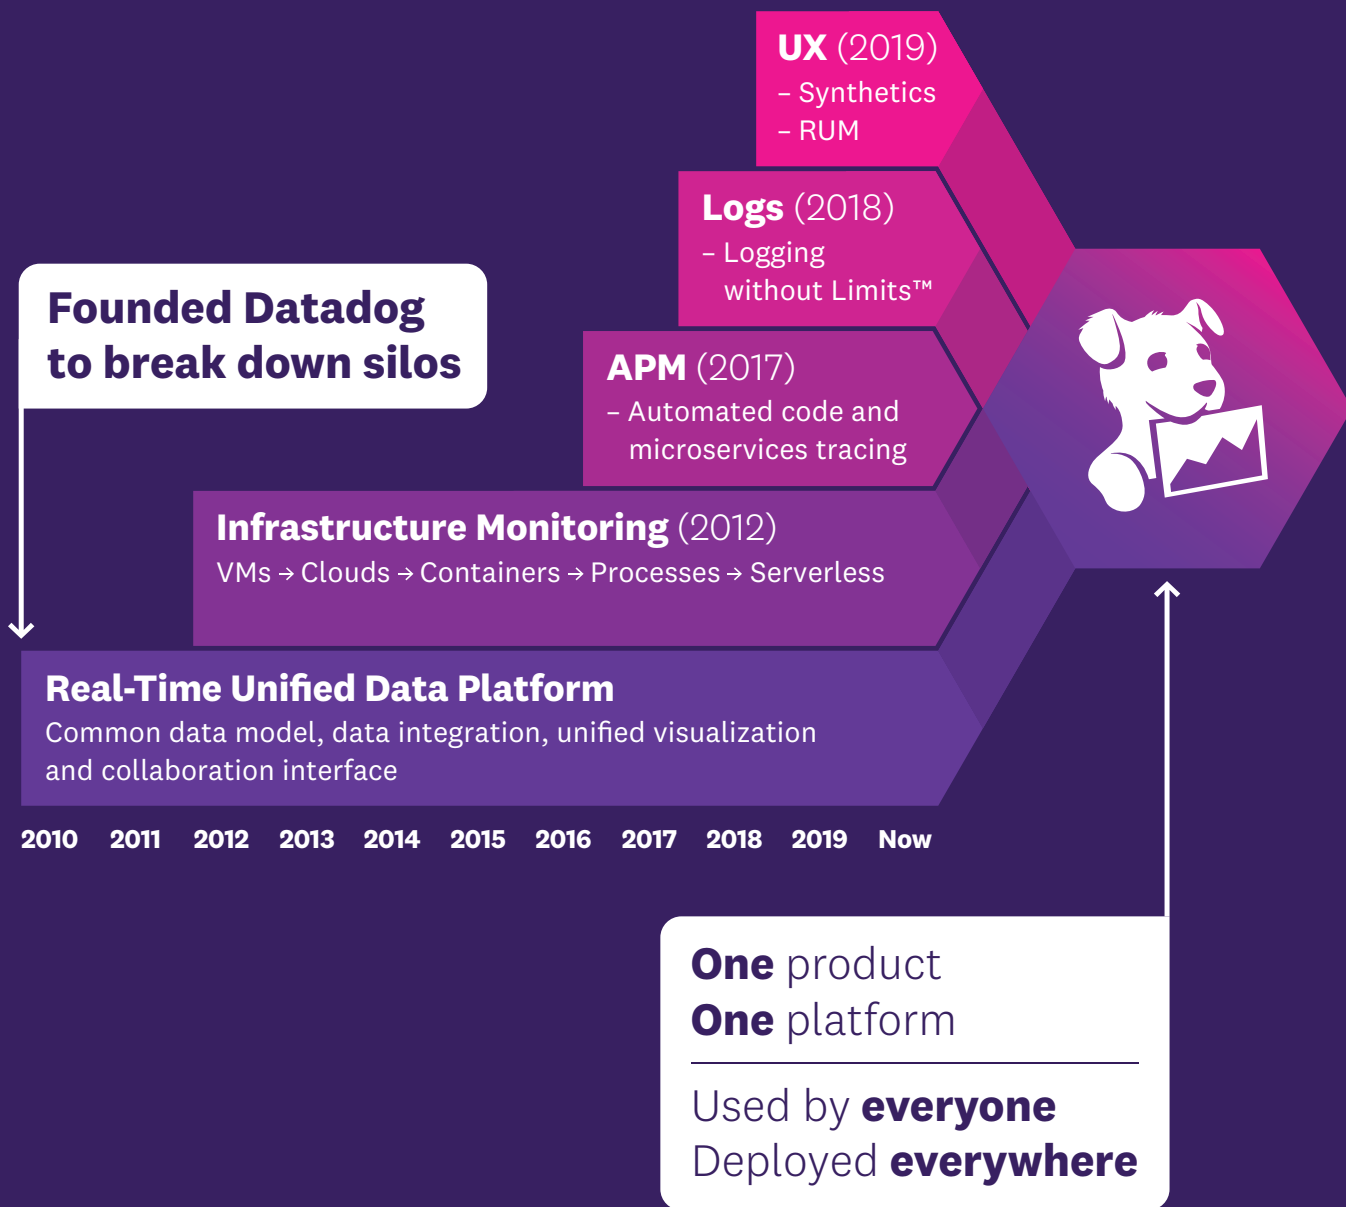 UX (2019)
– Synthetics
– RUM
Logs (2018)
– Logging
without Limits™
APM (2017)
– Automated code and
microservices tracing
Founded Datadog
to break down silos
Infrastructure Monitoring (2012)
VMs → Clouds → Containers → Processes → Serverless
Real-Time Unified Data Platform
Common data model, data integration, unified visualization
and collaboration interface
2010 2011 2012 2013 2014 2015 2016 2017 2018 2019 Now
One product
One platform
Used by everyone
Deployed everywhere